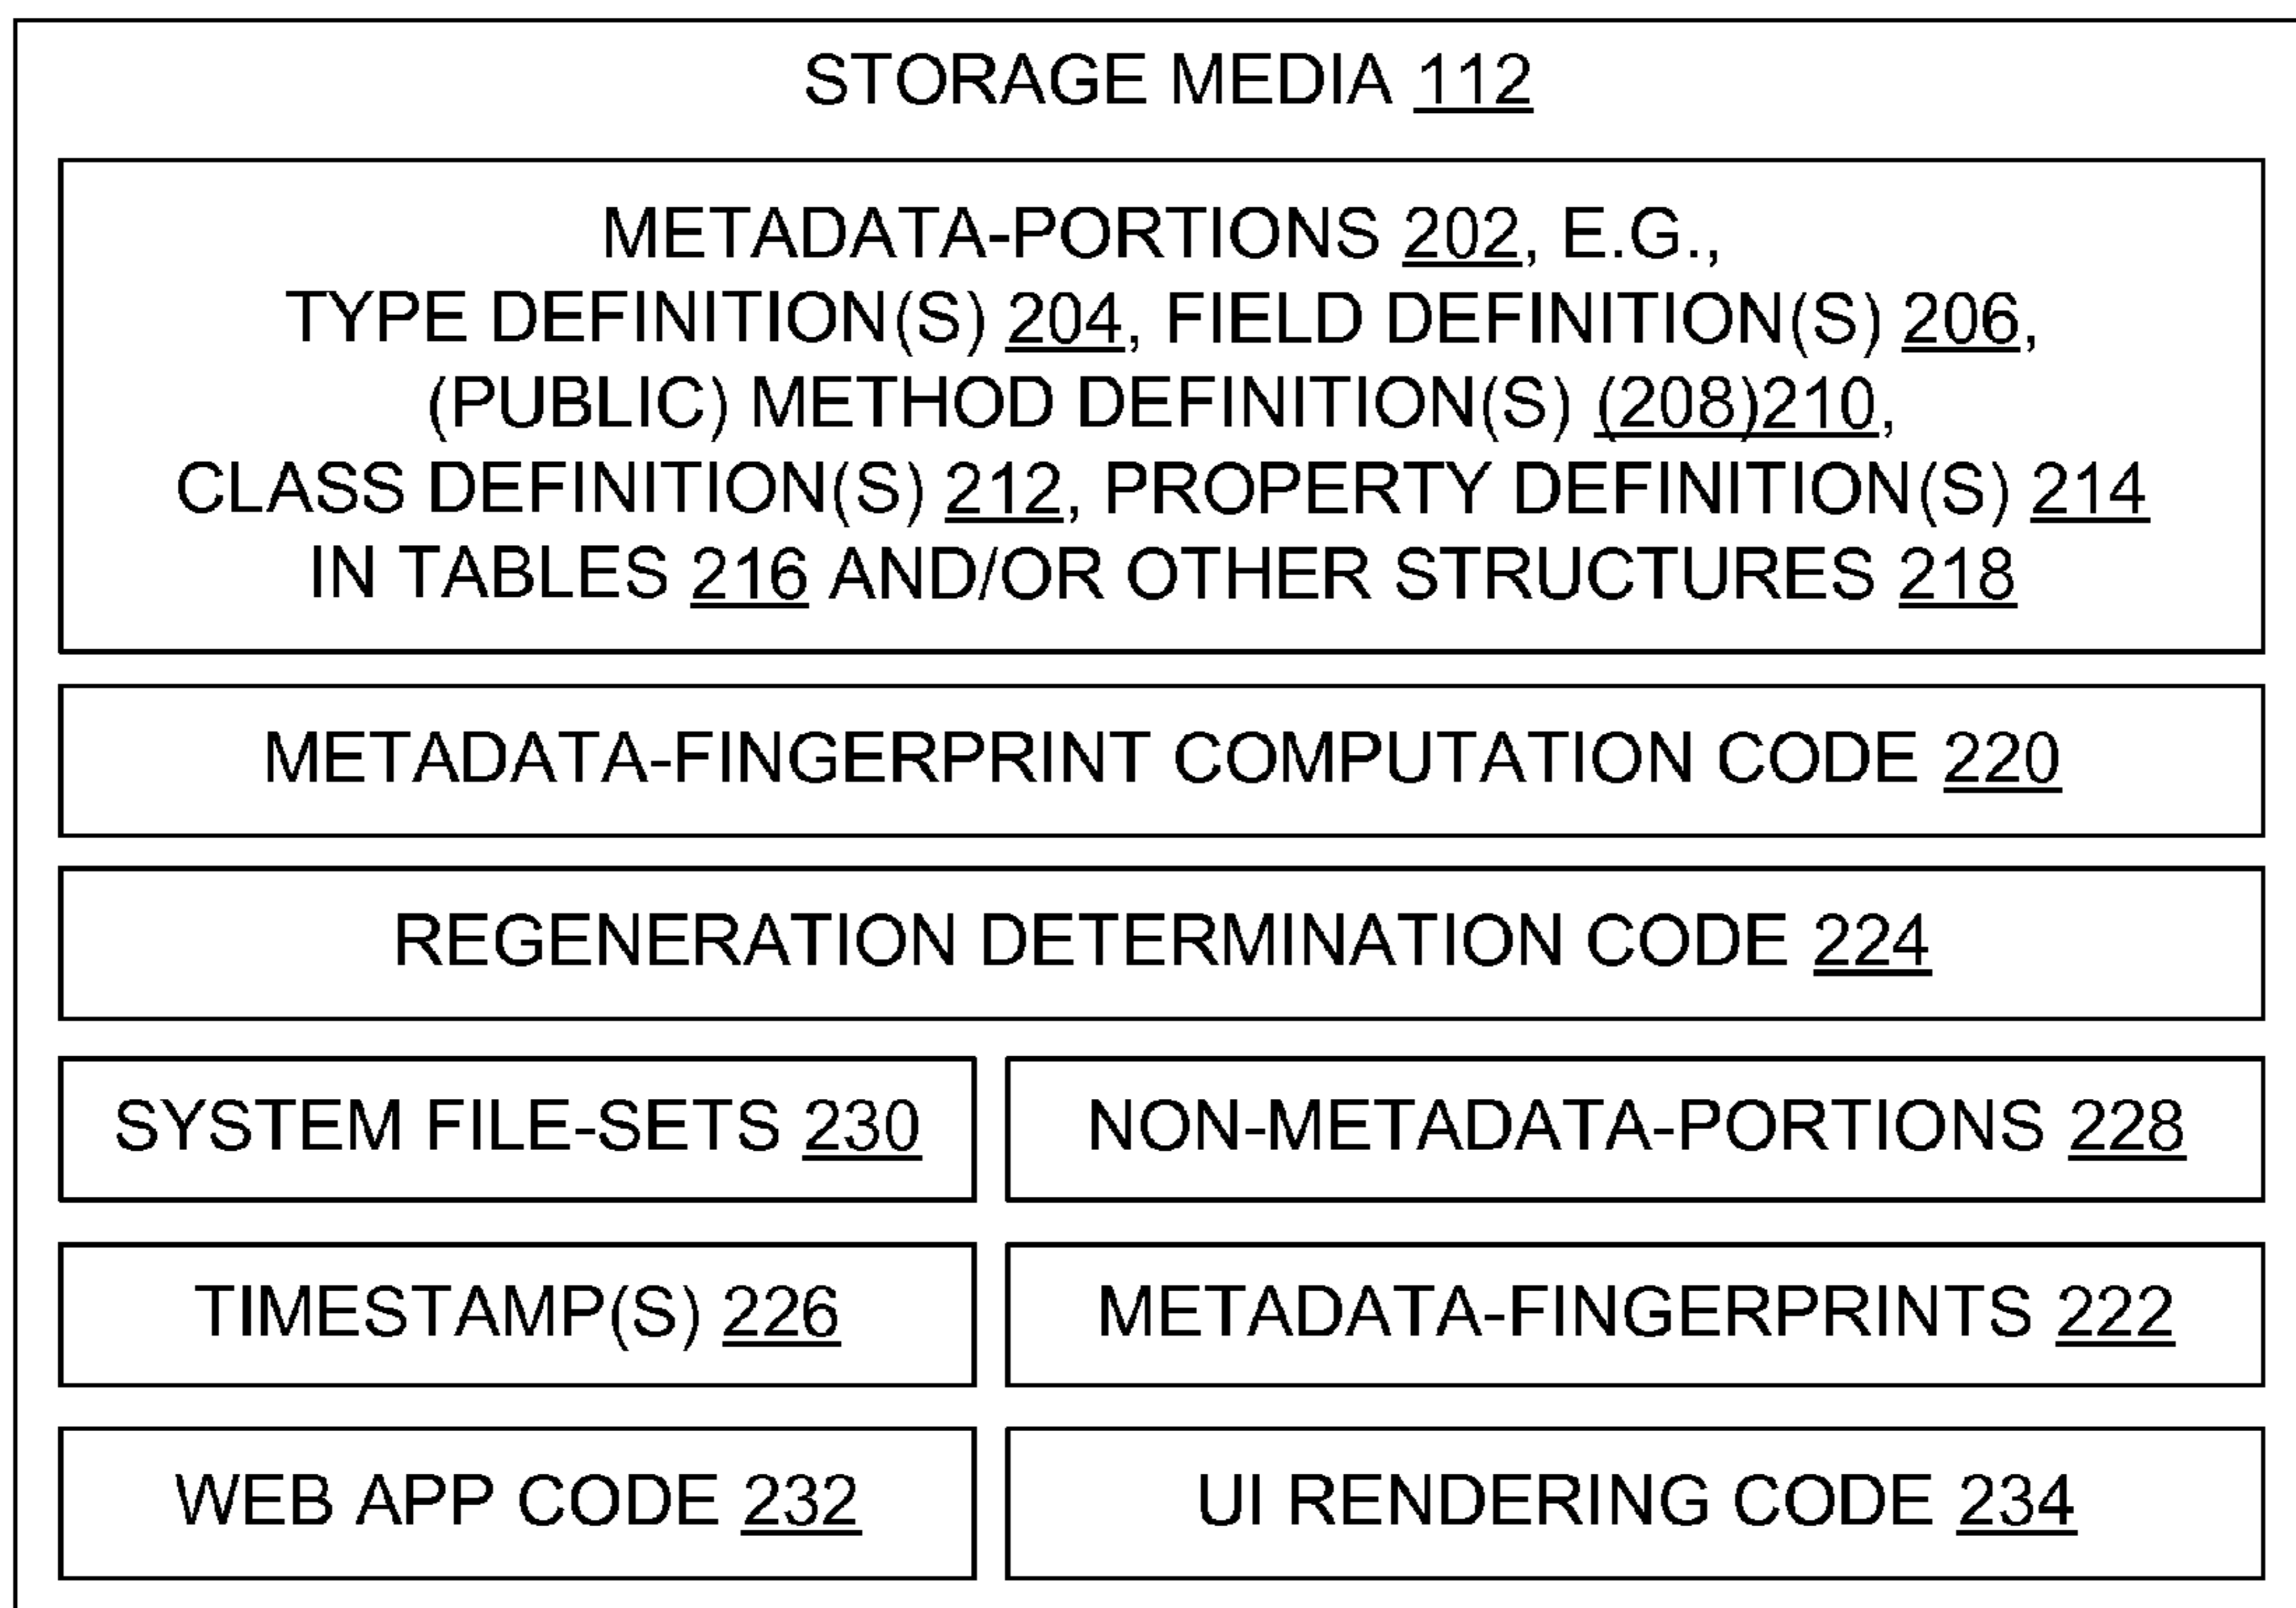 STORAGE MEDIA 112
METADATA-PORTIONS 202, E.G.,
TYPE DEFINITION(S) 204, FIELD DEFINITION(S) 206,
(PUBLIC) METHOD DEFINITION(S) (208)210,
CLASS DEFINITION(S) 212, PROPERTY DEFINITION(S) 214
IN TABLES 216 AND/OR OTHER STRUCTURES 218
METADATA-FINGERPRINT COMPUTATION CODE 220
REGENERATION DETERMINATION CODE 224
SYSTEM FILE-SETS 230
NON-METADATA-PORTIONS 228
TIMESTAMP(S) 226
METADATA-FINGERPRINTS 222
WEB APP CODE 232
UI RENDERING CODE 234